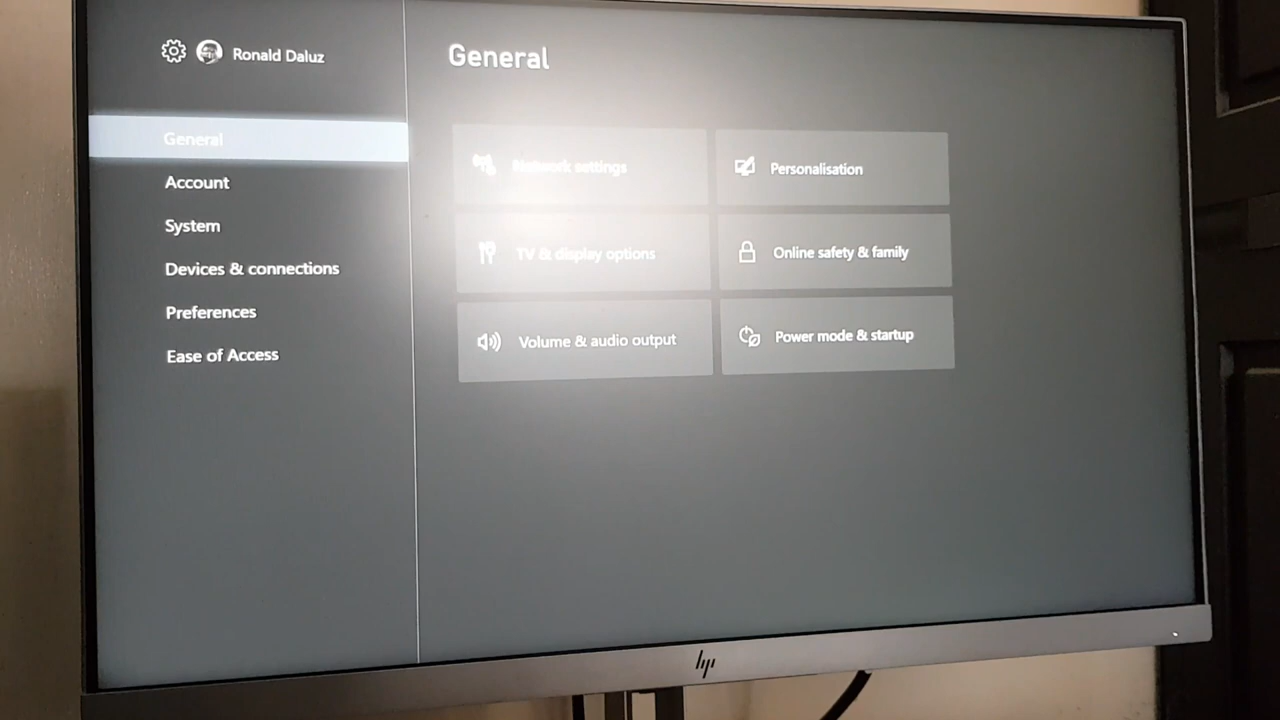 Ronald Daluz
General
Account
System
Devices & connections
Preferences
Ease of Access
General
Network settings
Personalisation
TV & display options
Online safety & family
Volume & audio output
Power mode & startup
hp